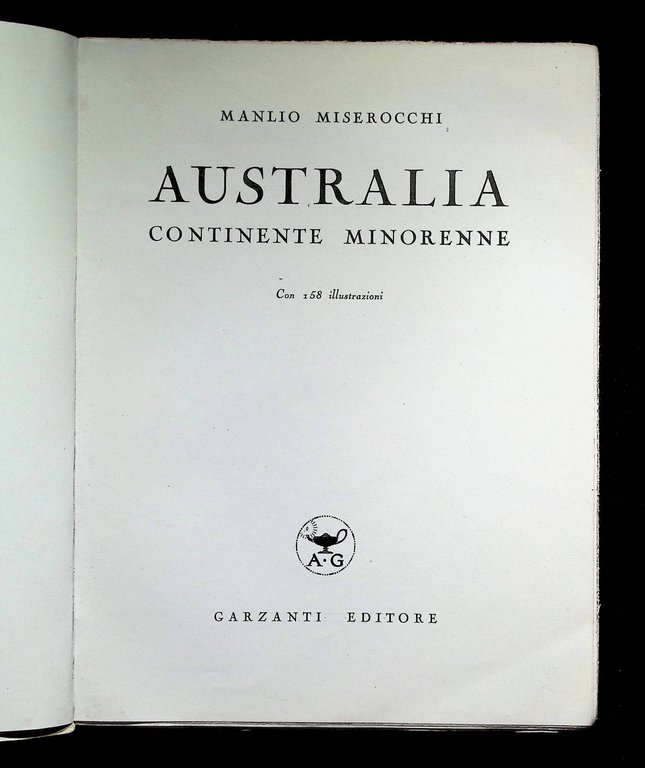 MANLIO MISEROCCHI
AUSTRALIA
CONTINENTE MINORENNE
Con 158 illustrazioni
A·G
GARZANTI EDITORE